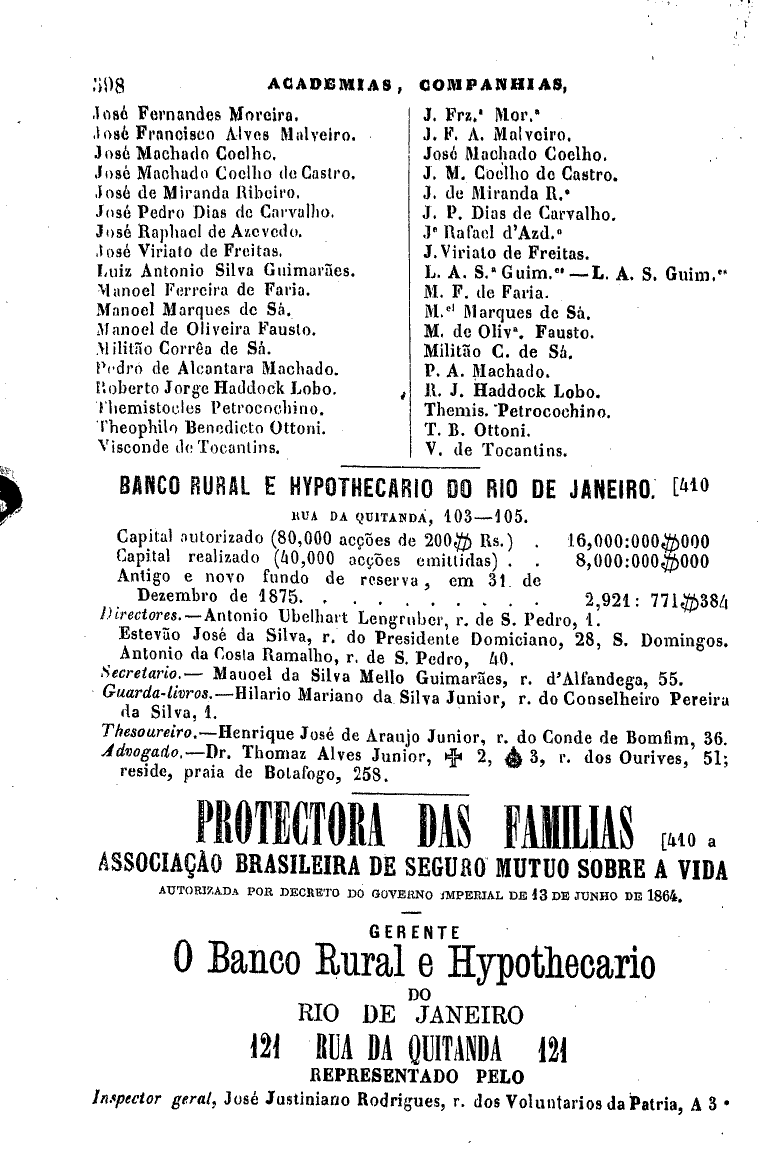 598 ACADEMIAS, COMPANHIAS,
José Fernandes Moreira. J. Frz.ª Mor.ª
José Francisco Alves Malveiro. J. F. A. Malveiro.
José Machado Coelho. José Machado Coelho.
José Machado Coelho de Castro. J. M. Coelho de Castro.
José de Miranda Ribeiro. J. de Miranda R.º
José Pedro Dias de Carvalho. J. P. Dias de Carvalho.
José Raphael de Azevedo. Jº Rafael d'Azd.º
José Viriato de Freitas. J. Viriato de Freitas.
Luiz Antonio Silva Guimarães. L. A. S.ª Guim.es — L. A. S. Guim.es
Manoel Ferreira de Faria. M. F. de Faria.
Manoel Marques de Sá. M.el Marques de Sá.
Manoel de Oliveira Fausto. M. de Olivª. Fausto.
Militão Corrêa de Sá. Militão C. de Sá.
Pedro de Alcantara Machado. P. A. Machado.
Roberto Jorge Haddock Lobo. R. J. Haddock Lobo.
Themistocles Petrocochino. Themis. Petrocochino.
Theophilo Benedicto Ottoni. T. B. Ottoni.
Visconde de Tocantins. V. de Tocantins.
BANCO RURAL E HYPOTHECARIO DO RIO DE JANEIRO. [410
RUA DA QUITANDA, 103—105.
Capital autorizado (80,000 acções de 200$ Rs.) . 16,000:000$000
Capital realizado (40,000 acções emittidas) . . 8,000:000$000
Antigo e novo fundo de reserva, em 31 de
Dezembro de 1875. . . . . . . . . 2,921:771$384
Directores.—Antonio Ubelhart Lengruber, r. de S. Pedro, 1.
Estevão José da Silva, r. do Presidente Domiciano, 28, S. Domingos.
Antonio da Costa Ramalho, r. de S. Pedro, 40.
Secretario.— Manoel da Silva Mello Guimarães, r. d'Alfandega, 55.
Guarda-livros.—Hilario Mariano da Silva Junior, r. do Conselheiro Pereira
da Silva, 1.
Thesoureiro.—Henrique José de Araujo Junior, r. do Conde de Bomfim, 36.
Advogado.—Dr. Thomaz Alves Junior, 2, 3, r. dos Ourives, 51;
reside, praia de Botafogo, 258.
PROTECTORA DAS FAMILIAS [410 a
ASSOCIAÇÃO BRASILEIRA DE SEGURO MUTUO SOBRE A VIDA
AUTORIZADA POR DECRETO DO GOVERNO IMPERIAL DE 13 DE JUNHO DE 1864.
GERENTE
O Banco Rural e Hypothecario
DO
RIO DE JANEIRO
121 RUA DA QUITANDA 121
REPRESENTADO PELO
Inspector geral, José Justiniano Rodrigues, r. dos Voluntarios da Patria, A 3